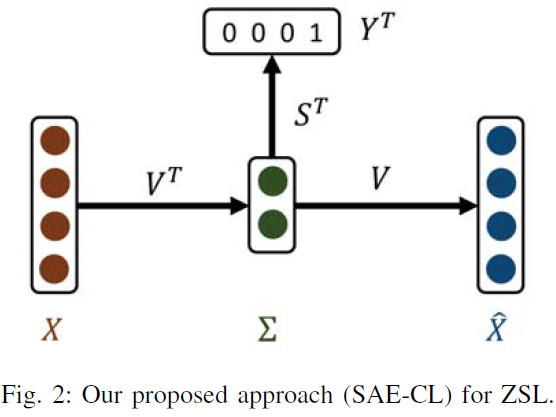 0 0 0 1 Y^T
S^T
V^T V
X Σ X̂
Fig. 2: Our proposed approach (SAE-CL) for ZSL.